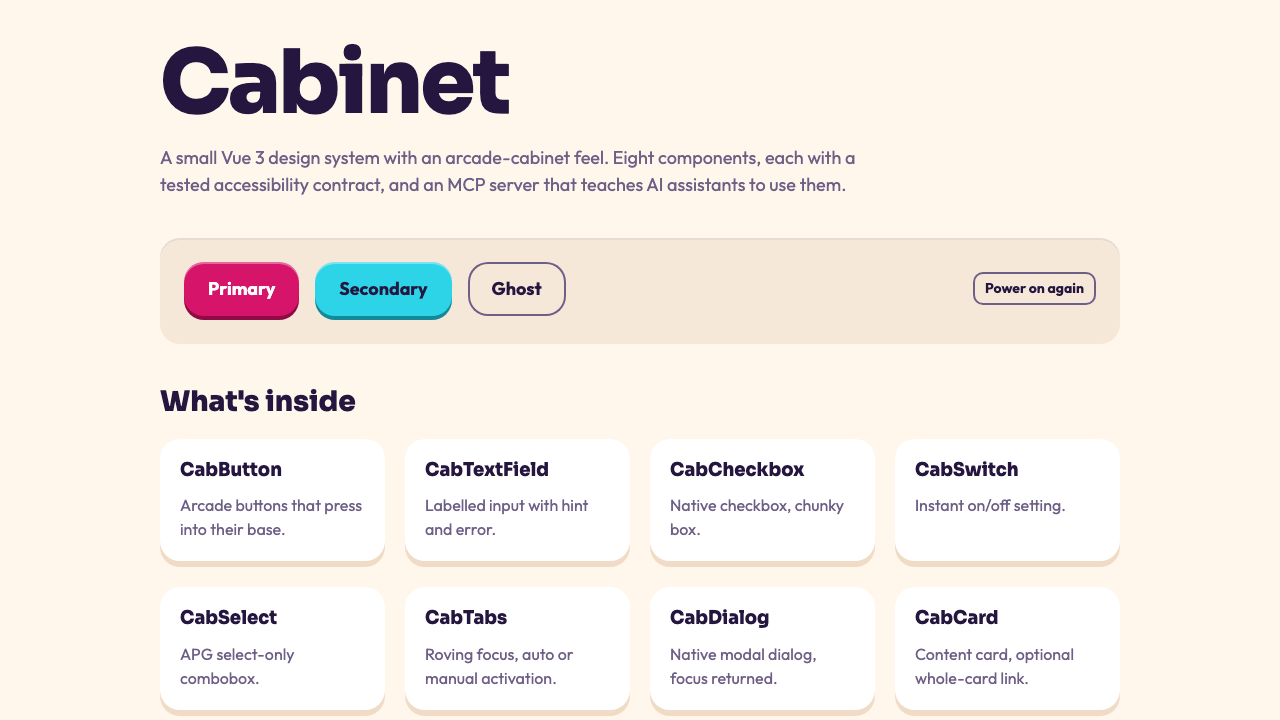 Cabinet
A small Vue 3 design system with an arcade-cabinet feel. Eight components, each with a
tested accessibility contract, and an MCP server that teaches AI assistants to use them.
Primary
Secondary
Ghost
Power on again
What's inside
CabButton
Arcade buttons that press
into their base.
CabTextField
Labelled input with hint
and error.
CabCheckbox
Native checkbox, chunky
box.
CabSwitch
Instant on/off setting.
CabSelect
APG select-only
combobox.
CabTabs
Roving focus, auto or
manual activation.
CabDialog
Native modal dialog,
focus returned.
CabCard
Content card, optional
whole-card link.